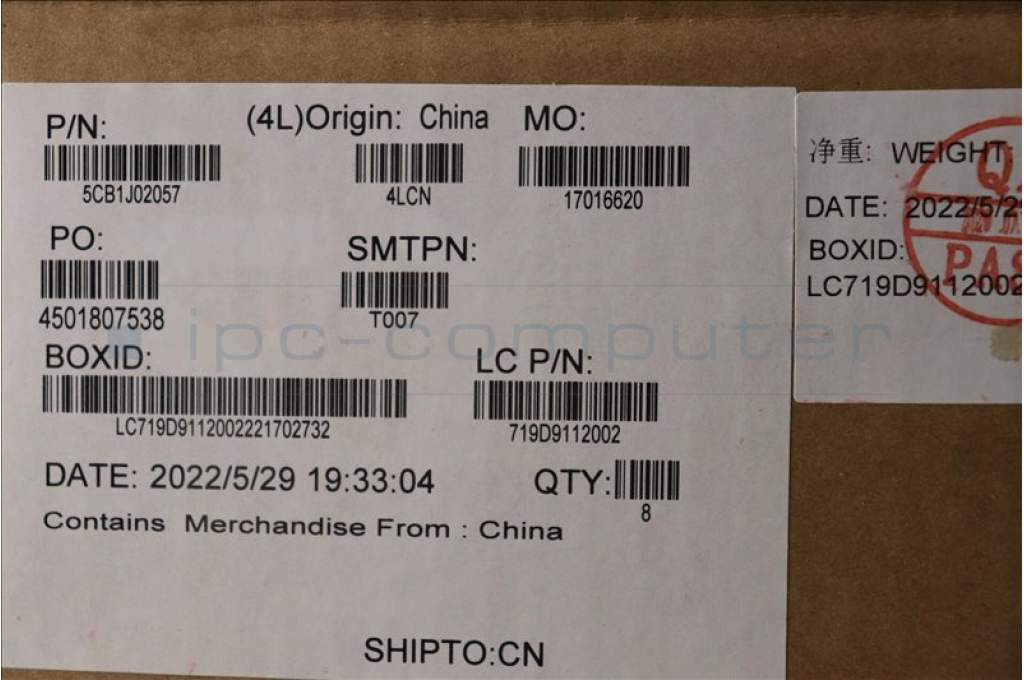 P/N:
(4L)Origin: China
MO:
5CB1J02057
4LCN
17016620
PO:
SMTPN:
4501807538
T007
BOXID:
LC P/N:
LC719D9112002221702732
719D9112002
DATE: 2022/5/29 19:33:04
QTY:
8
Contains Merchandise From : China
SHIPTO:CN
净重: WEIGHT:
DATE: 2022/5/29
BOXID:
LC719D9112002
Q.
PAS
ipc-computer